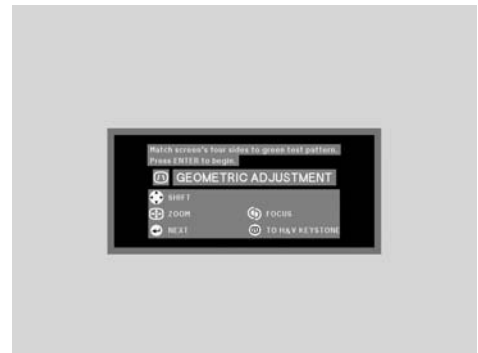 Match screen's four sides to green test pattern.
Press ENTER to begin.
GEOMETRIC ADJUSTMENT
SHIFT
ZOOM FOCUS
NEXT TO H&V KEYSTONE